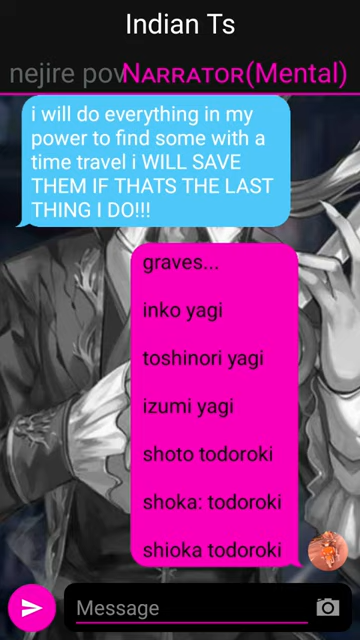 Indian Ts
nejire pov
NARRATOR(Mental)
i will do everything in my
power to find some with a
time travel i WILL SAVE
THEM IF THATS THE LAST
THING I DO!!!
graves...
inko yagi
toshinori yagi
izumi yagi
shoto todoroki
shoka: todoroki
shioka todoroki
Message